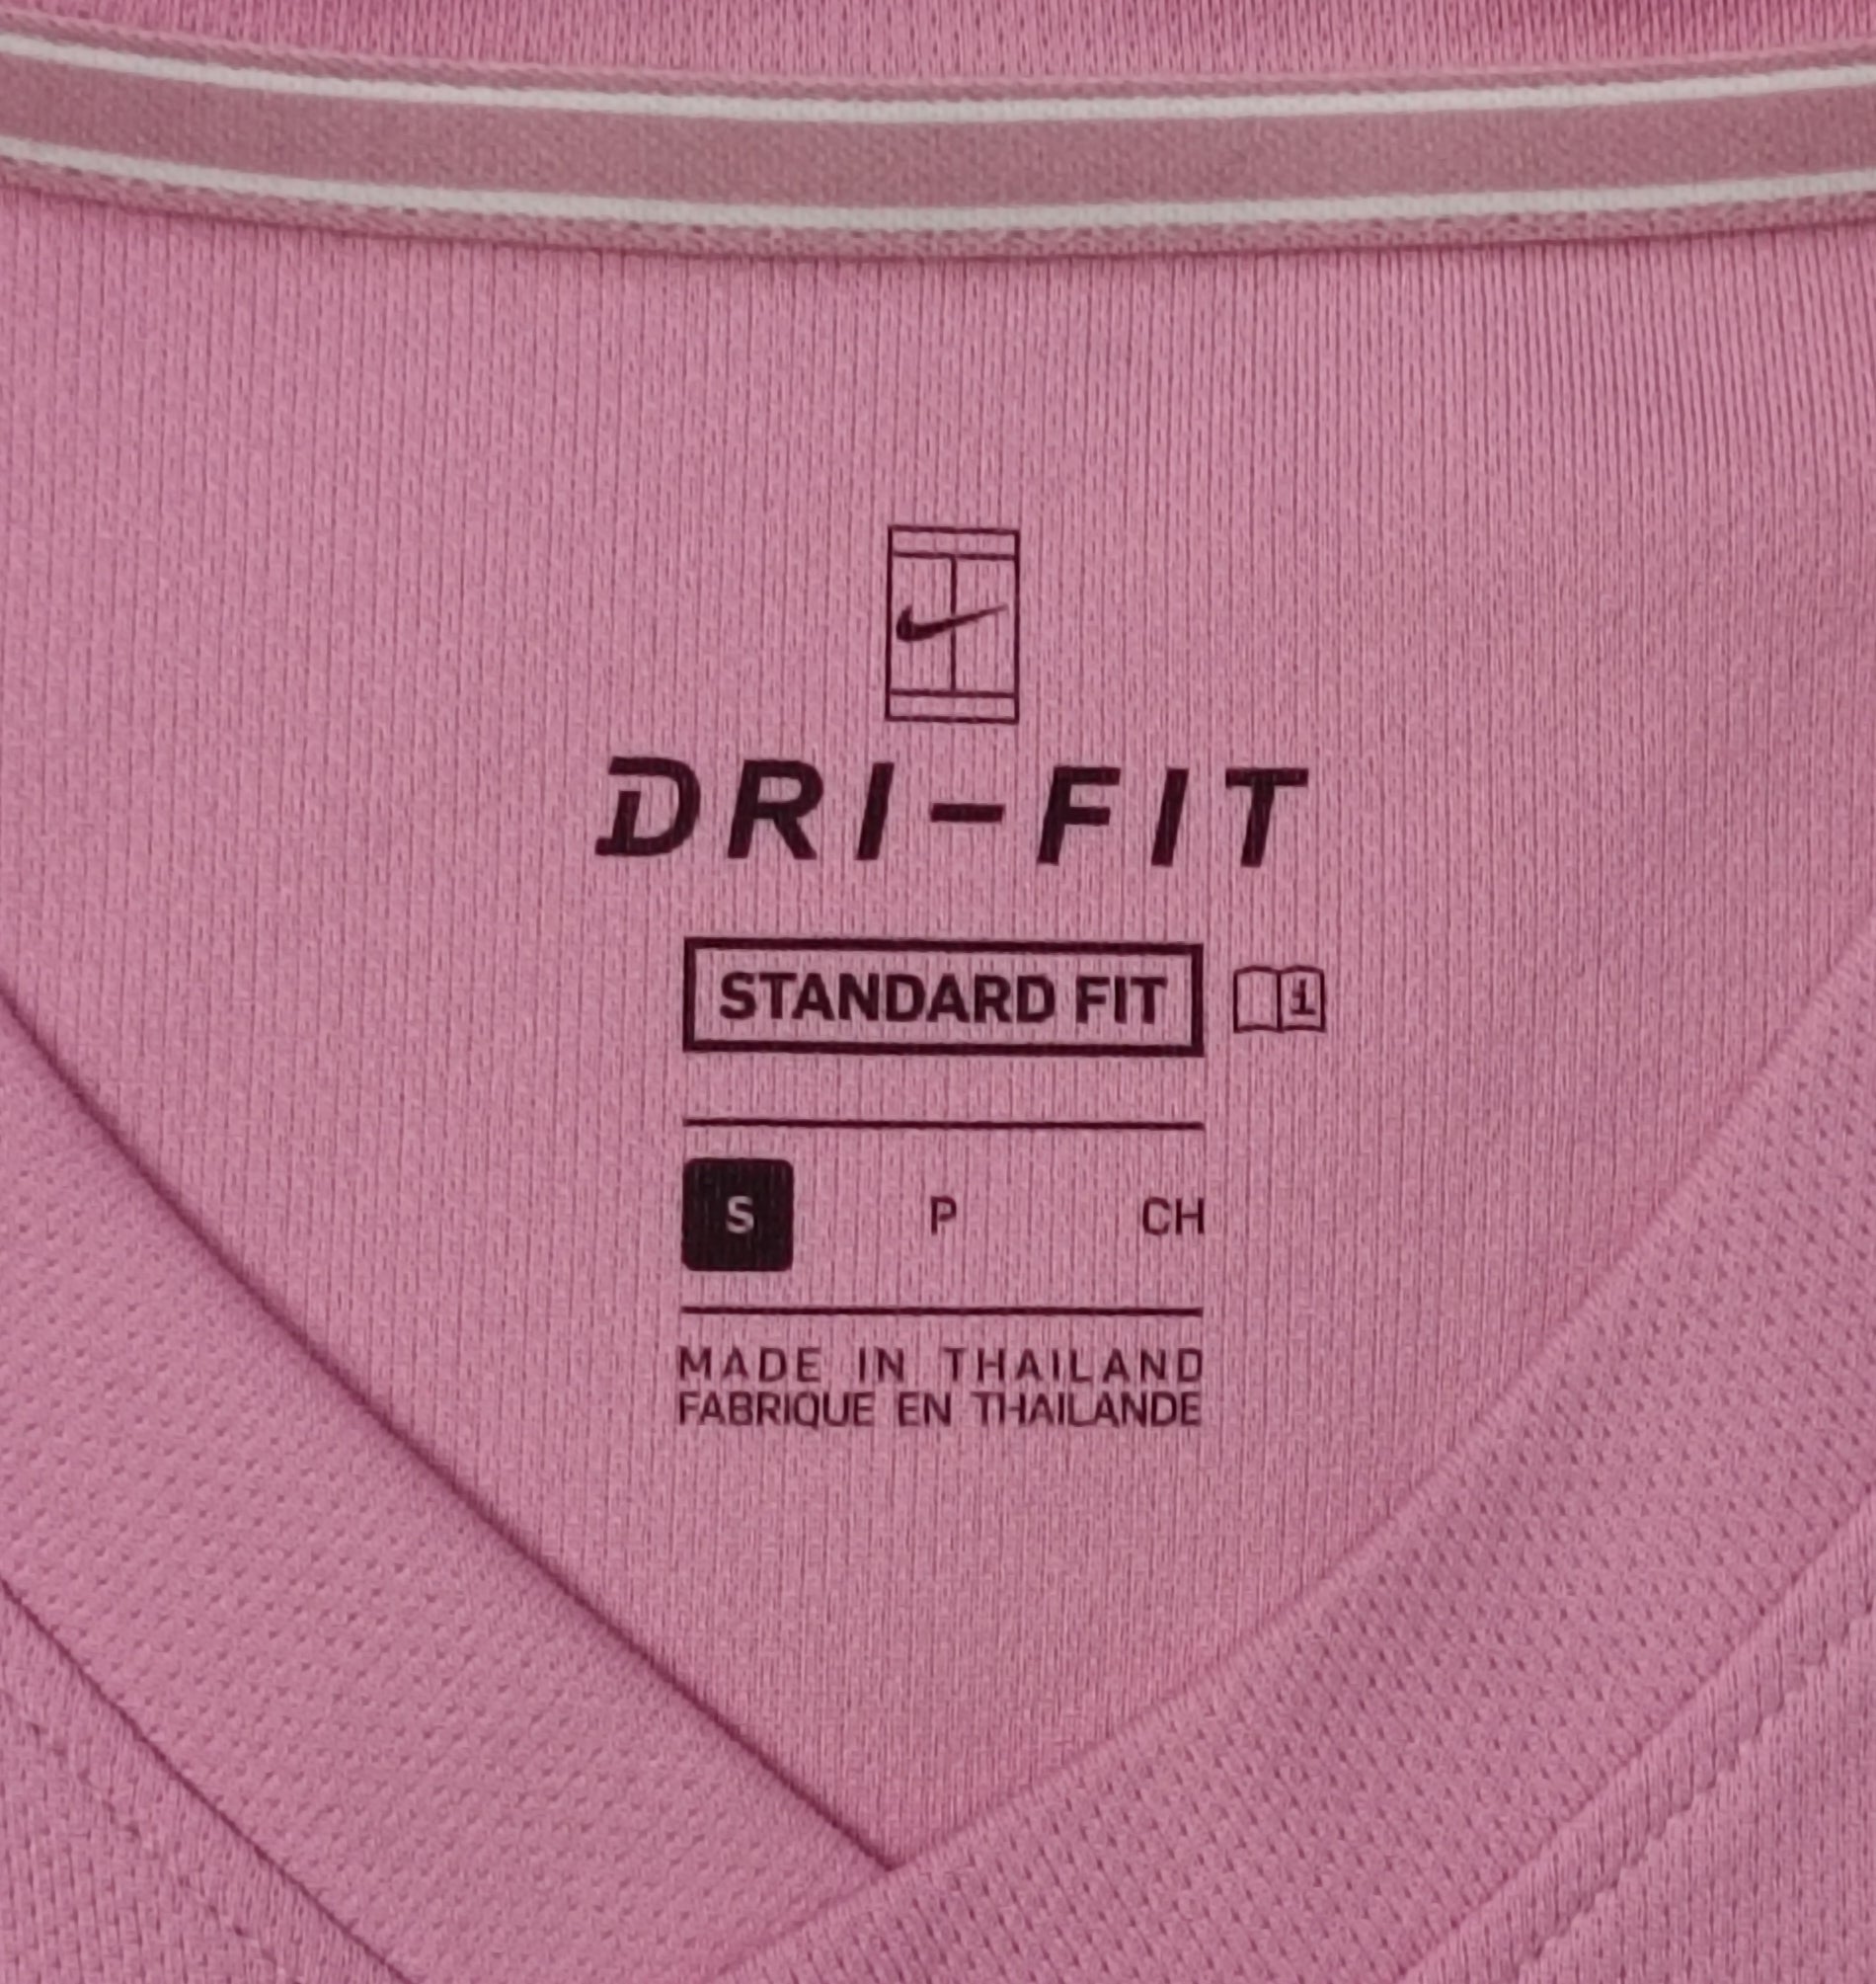 DRI-FIT
STANDARD FIT i
S P CH
MADE IN THAILAND
FABRIQUE EN THAILANDE